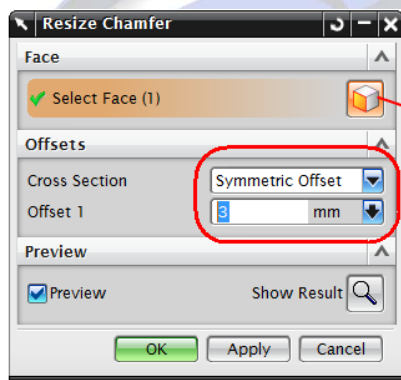 Resize Chamfer
Face
Select Face (1)
Offsets
Cross Section Symmetric Offset
Offset 1 3 mm
Preview
Preview Show Result
OK Apply Cancel